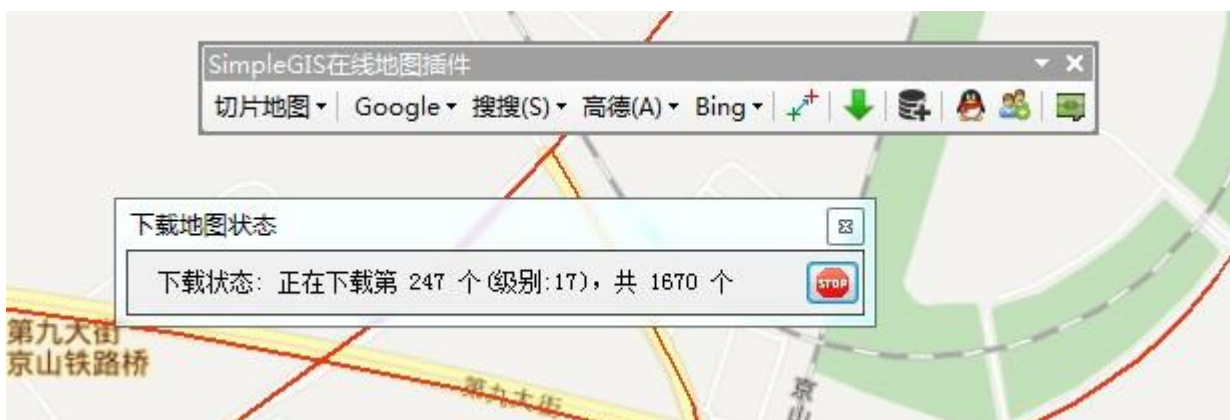 SimpleGIS在线地图插件
切片地图 Google 搜搜(S) 高德(A) Bing
下载地图状态
下载状态: 正在下载第 247 个(级别:17)，共 1670 个
STOP
第九大街
京山铁路桥
第九大街
京山